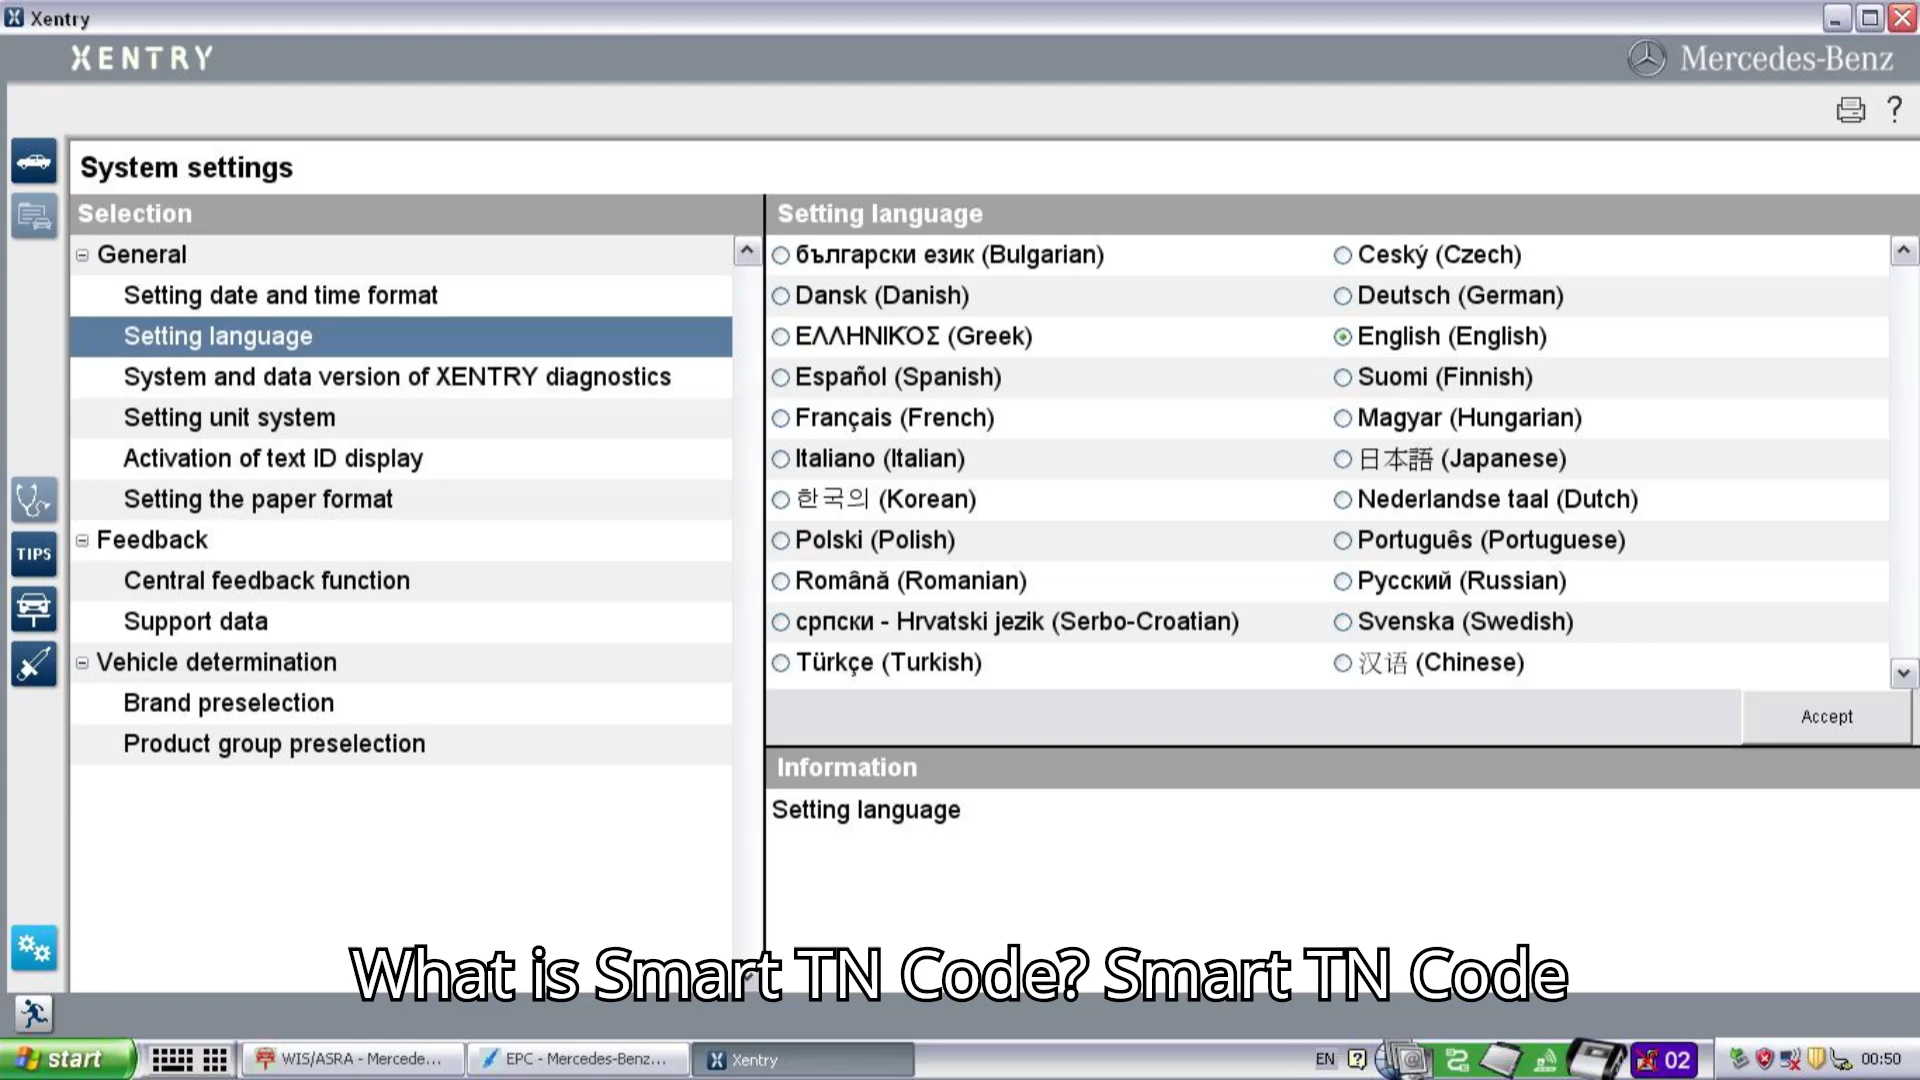 Xentry
XENTRY
Mercedes-Benz
?
System settings
Selection
General
Setting date and time format
Setting language
System and data version of XENTRY diagnostics
Setting unit system
Activation of text ID display
Setting the paper format
Feedback
Central feedback function
Support data
Vehicle determination
Brand preselection
Product group preselection
TIPS
Setting language
български език (Bulgarian)
Ceský (Czech)
Dansk (Danish)
Deutsch (German)
ΕΛΛΗΝΙΚΌΣ (Greek)
English (English)
Español (Spanish)
Suomi (Finnish)
Français (French)
Magyar (Hungarian)
Italiano (Italian)
日本語 (Japanese)
한국의 (Korean)
Nederlandse taal (Dutch)
Polski (Polish)
Português (Portuguese)
Română (Romanian)
Русский (Russian)
српски - Hrvatski jezik (Serbo-Croatian)
Svenska (Swedish)
Türkçe (Turkish)
汉语 (Chinese)
Accept
Information
Setting language
What is Smart TN Code? Smart TN Code
start
WIS/ASRA - Mercede...
EPC - Mercedes-Benz...
Xentry
EN
02
00:50